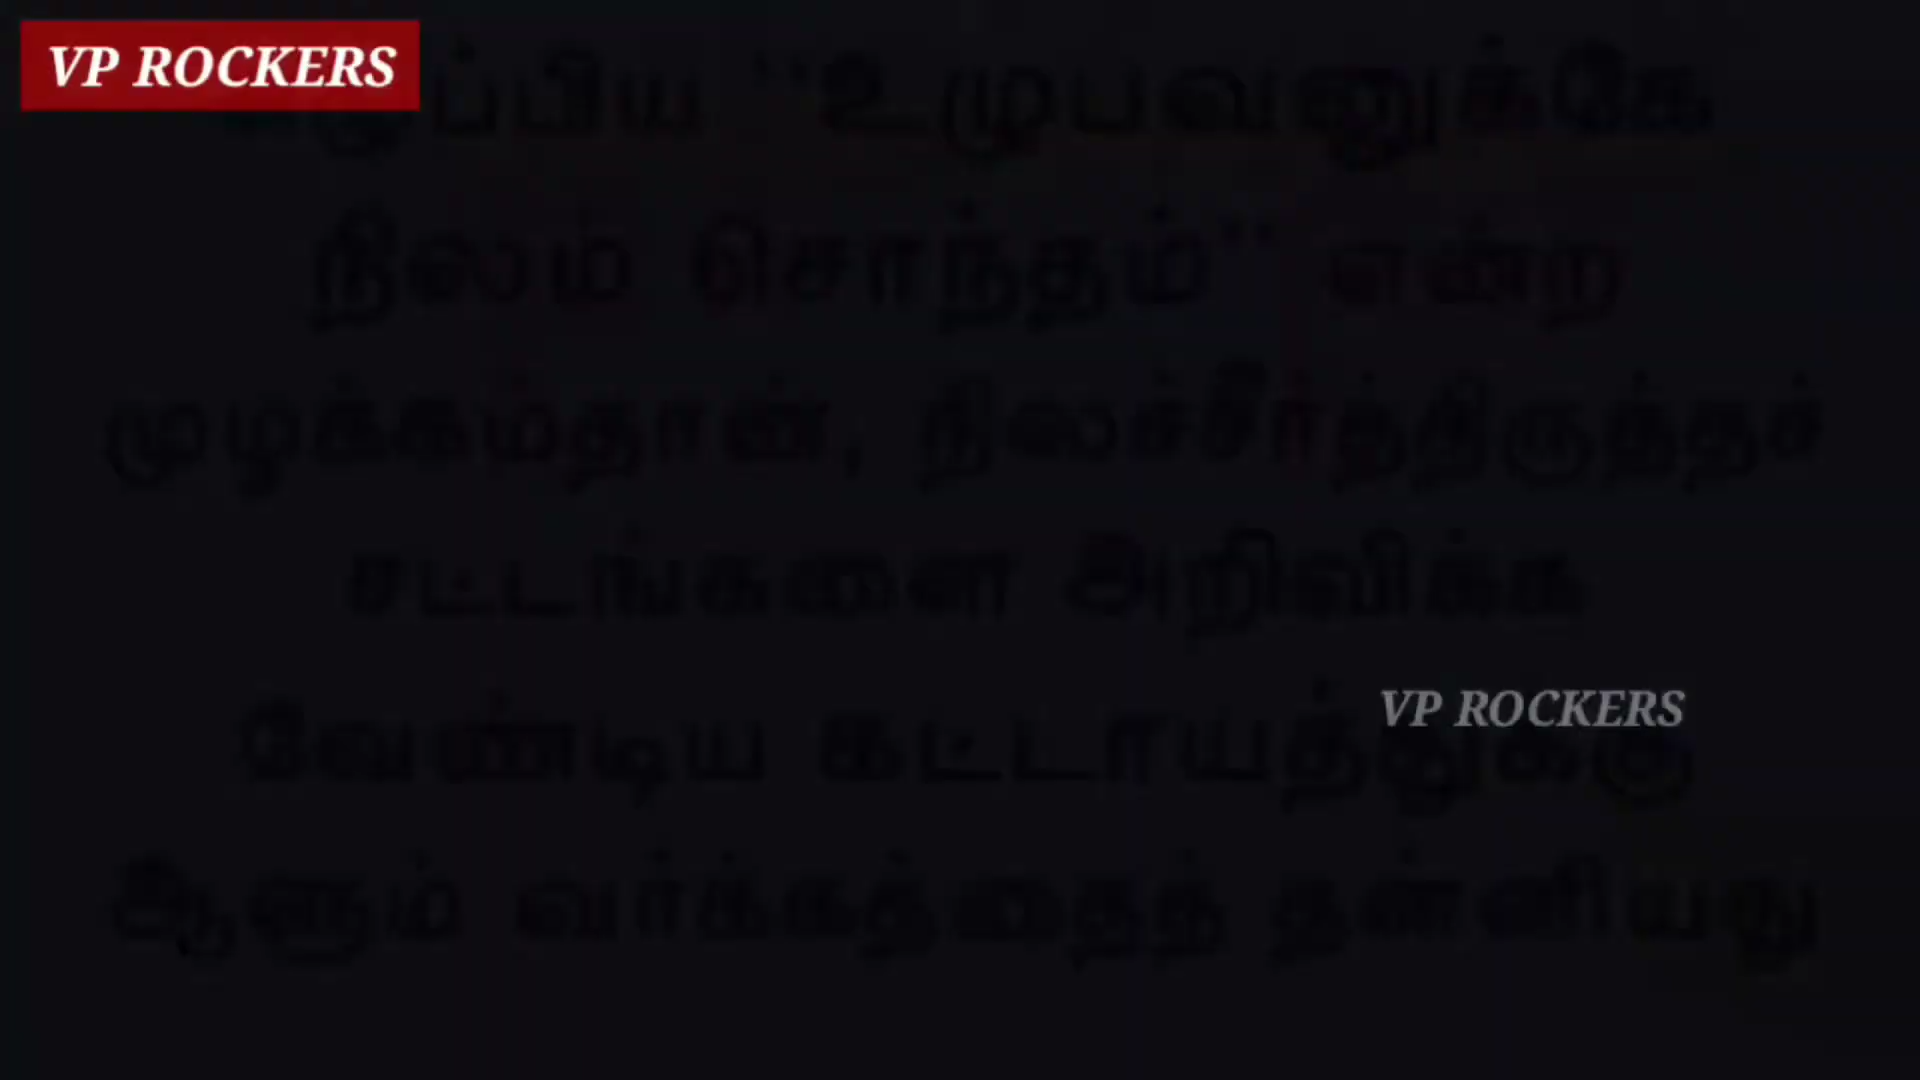 VP ROCKERS
எழுப்பிய "உழுபவனுக்கே
நிலம் சொந்தம்" என்ற
முழக்கம்தான், நிலச்சீர்த்திருத்தச்
சட்டங்களை அறிவிக்க
VP ROCKERS
வேண்டிய கட்டாயத்துக்கு
ஆளும் வர்க்கத்தைத் தள்ளியது